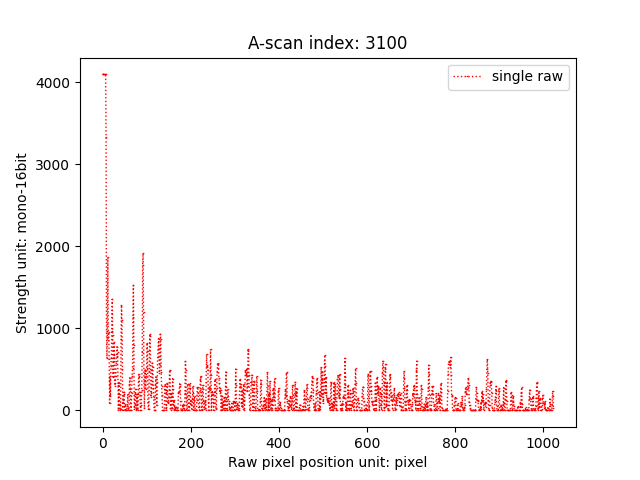 A-scan index: 3100
single raw
4000
3000
2000
1000
0
Strength unit: mono-16bit
0
200
400
600
800
1000
Raw pixel position unit: pixel